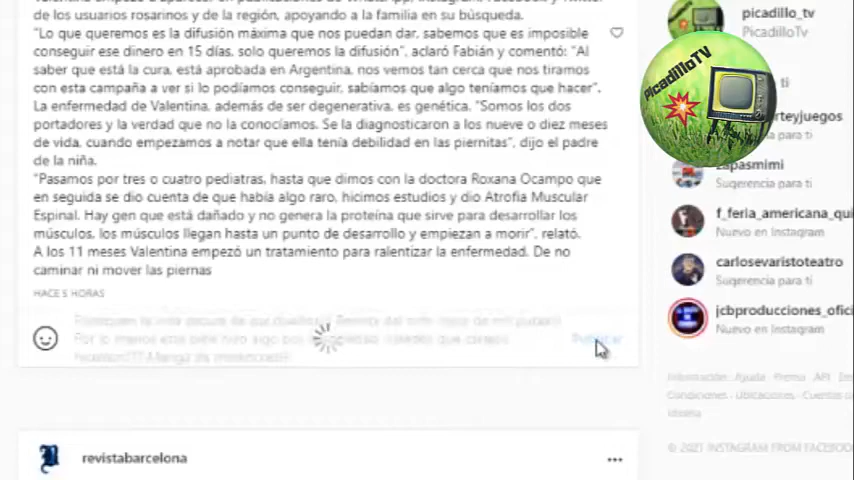 de los usuarios rosarinos y de la región, apoyando a la familia en su búsqueda.
"Lo que queremos es la difusión máxima que nos puedan dar, sabemos que es imposible
conseguir ese dinero en 15 días, solo queremos la difusión", aclaró Fabián y comentó: "Al
saber que está la cura, está aprobada en Argentina, nos vemos tan cerca que nos tiramos
con esta campaña a ver si lo podíamos conseguir, sabíamos que algo teníamos que hacer".
La enfermedad de Valentina, además de ser degenerativa, es genética. "Somos los dos
portadores y la verdad que no la conocíamos. Se la diagnosticaron a los nueve o diez meses
de vida, cuando empezamos a notar que ella tenía debilidad en las piernitas", dijo el padre
de la niña.
"Pasamos por tres o cuatro pediatras, hasta que dimos con la doctora Roxana Ocampo que
en seguida se dio cuenta de que había algo raro, hicimos estudios y dio Atrofia Muscular
Espinal. Hay gen que está dañado y no genera la proteína que sirve para desarrollar los
músculos, los músculos llegan hasta un punto de desarrollo y empiezan a morir", relató.
A los 11 meses Valentina empezó un tratamiento para ralentizar la enfermedad. De no
caminar ni mover las piernas
HACE 5 HORAS
revistabarcelona
picadillo_tv
PicadilloTv
PicadilloTV
ti
rteyjuegos
para ti
zapasmimi
Sugerencia para ti
f_feria_americana_qui
Nuevo en Instagram
carlosevaristoteatro
Sugerencia para ti
jcbproducciones_ofici
Nuevo en Instagram
Información · Ayuda · Prensa · API ·
Condiciones · Ubicaciones · Cuentas
Idioma
© 2021 INSTAGRAM FROM FACEBOO